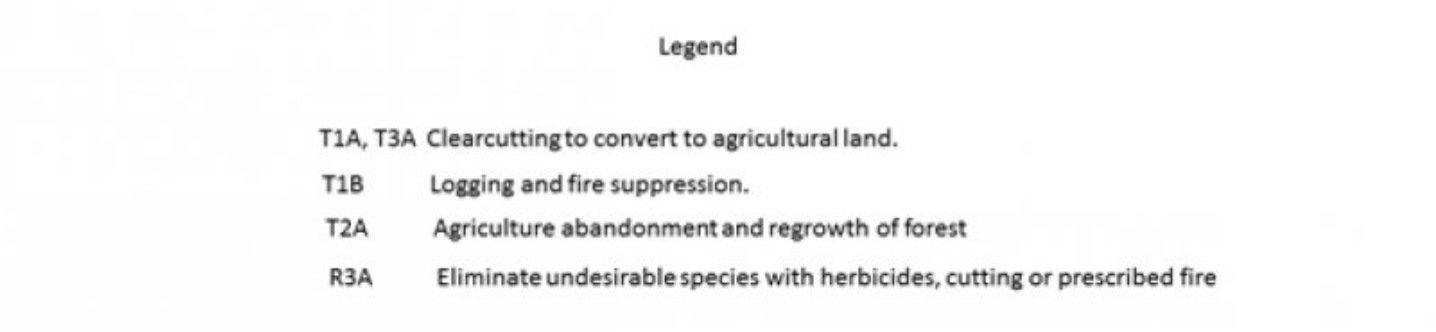 Legend
T1A, T3A Clearcutting to convert to agricultural land.
T1B Logging and fire suppression.
T2A Agriculture abandonment and regrowth of forest
R3A Eliminate undesirable species with herbicides, cutting or prescribed fire